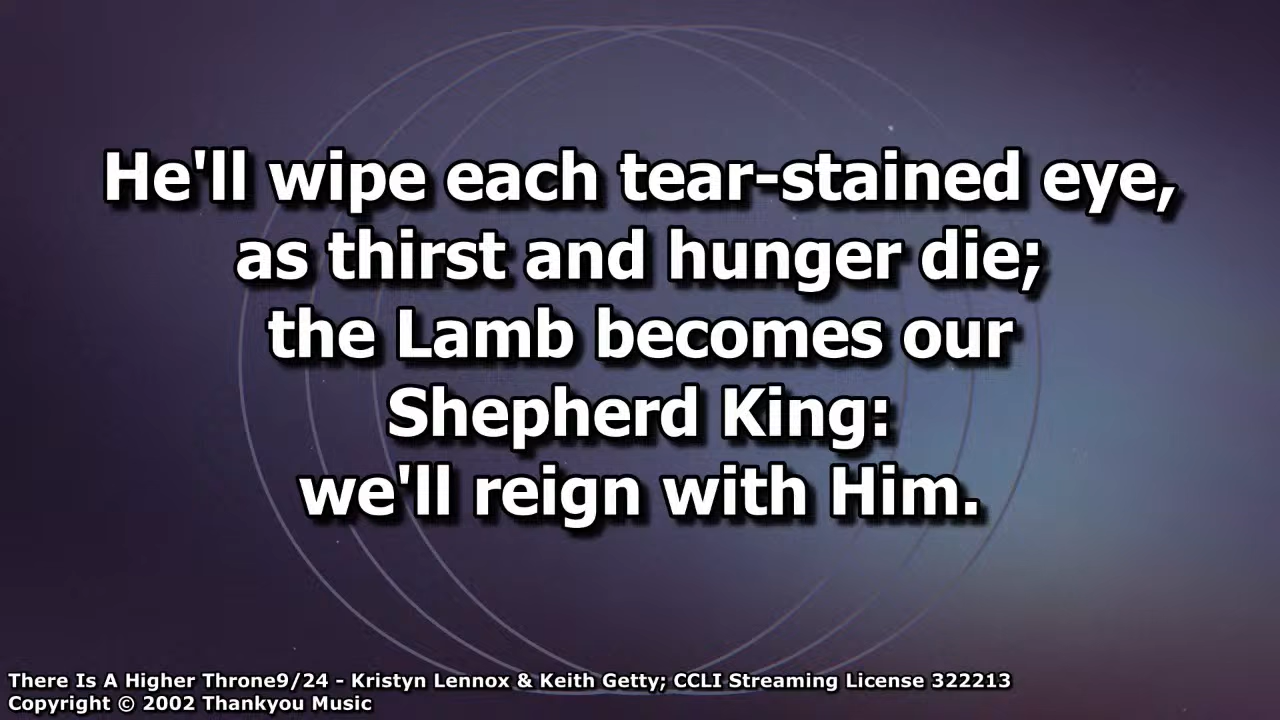 He'll wipe each tear-stained eye,
as thirst and hunger die;
the Lamb becomes our
Shepherd King:
we'll reign with Him.
There Is A Higher Throne9/24 - Kristyn Lennox & Keith Getty; CCLI Streaming License 322213
Copyright © 2002 Thankyou Music